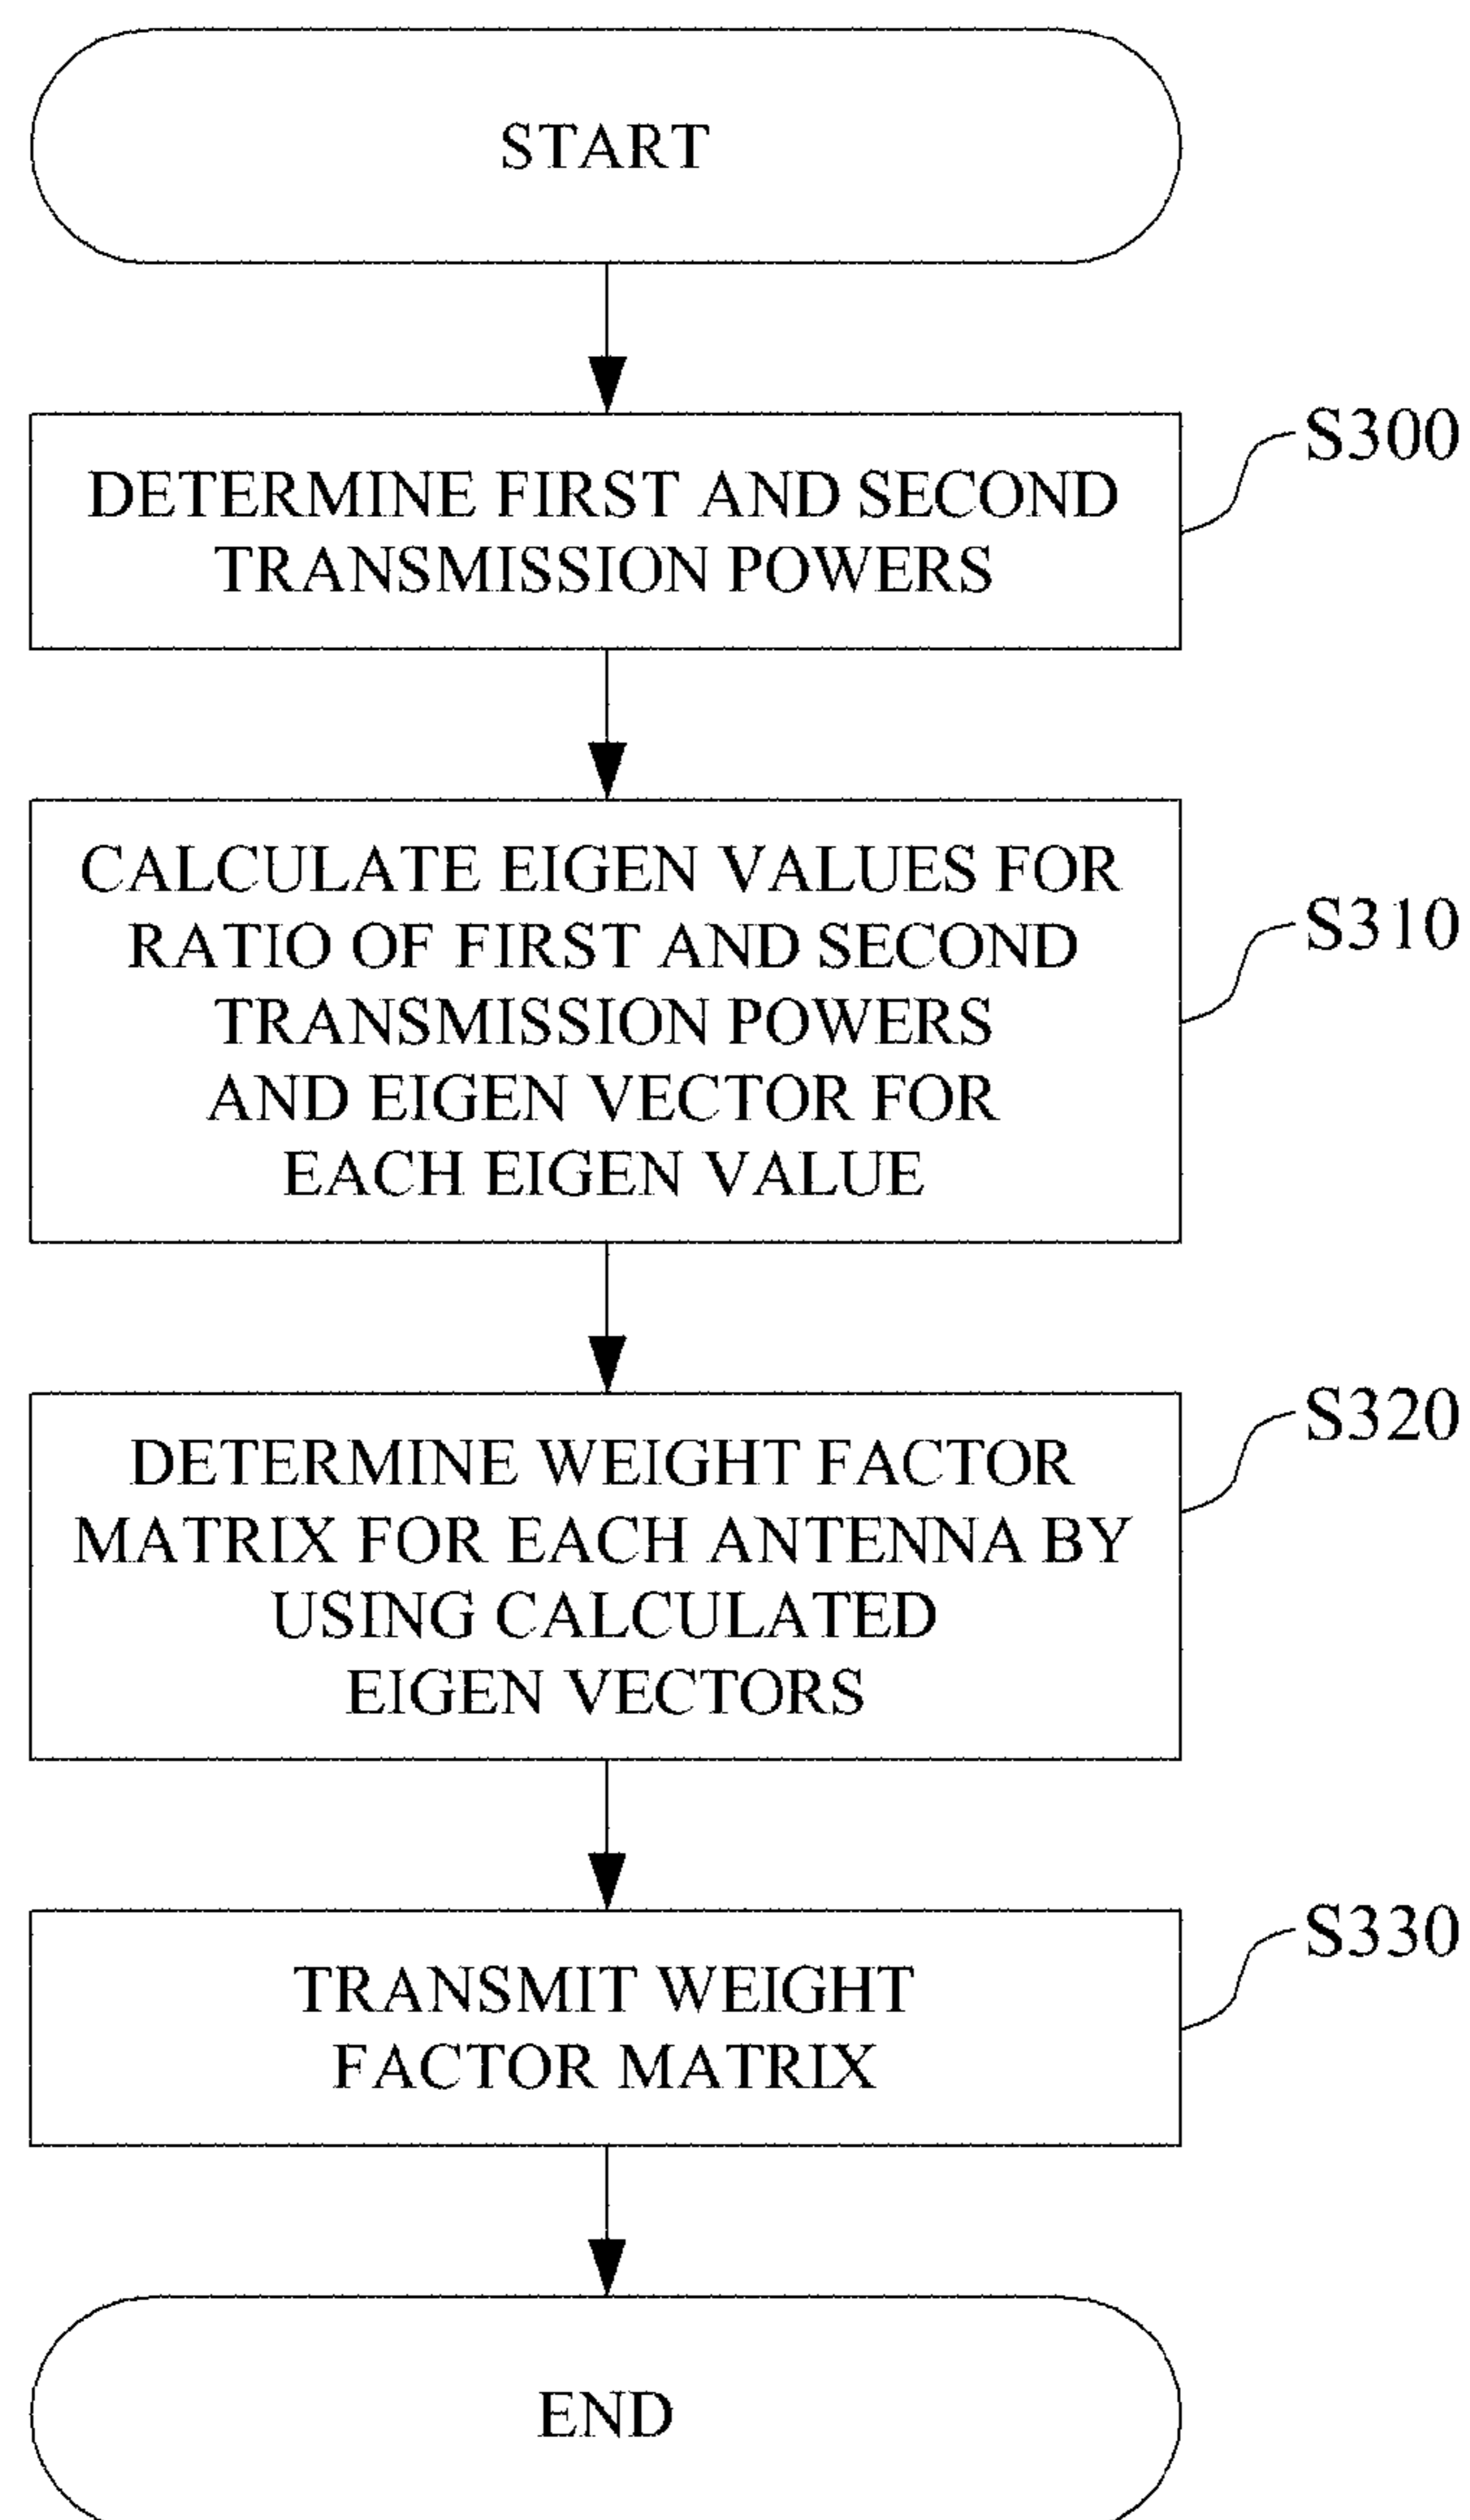 START
S300
DETERMINE FIRST AND SECOND
TRANSMISSION POWERS
S310
CALCULATE EIGEN VALUES FOR
RATIO OF FIRST AND SECOND
TRANSMISSION POWERS
AND EIGEN VECTOR FOR
EACH EIGEN VALUE
S320
DETERMINE WEIGHT FACTOR
MATRIX FOR EACH ANTENNA BY
USING CALCULATED
EIGEN VECTORS
S330
TRANSMIT WEIGHT
FACTOR MATRIX
END